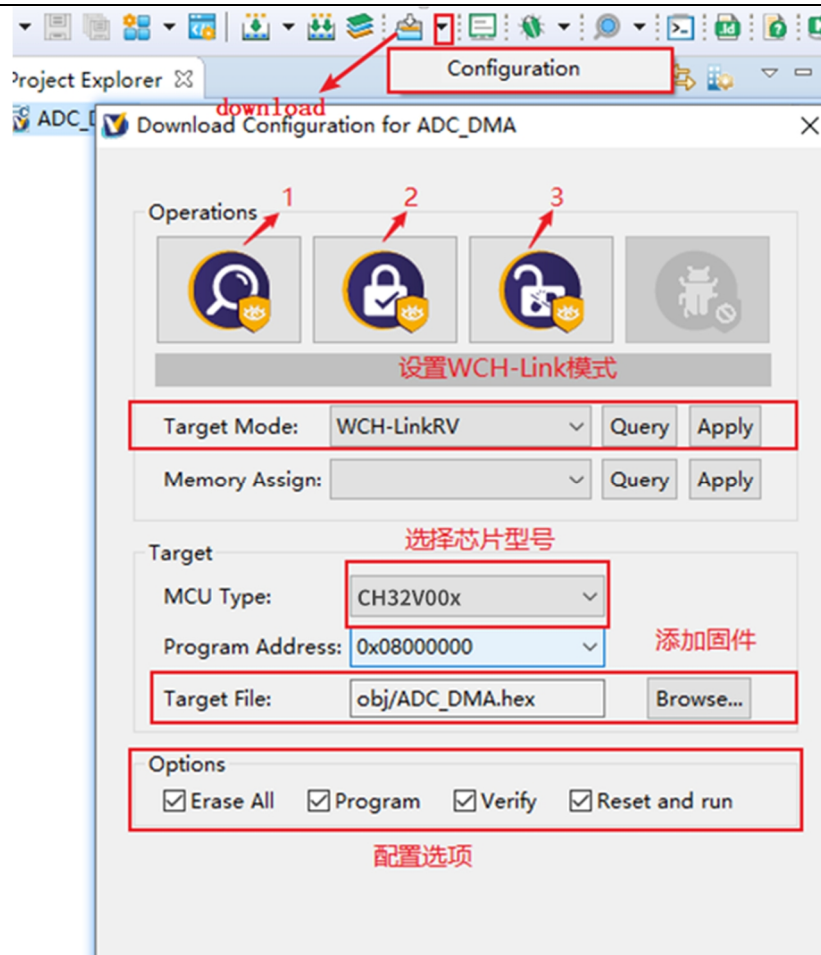 Configuration
Project Explorer
download
ADC_
Download Configuration for ADC_DMA
Operations
1 2 3
设置WCH-Link模式
Target Mode: WCH-LinkRV Query Apply
Memory Assign: Query Apply
选择芯片型号
Target
MCU Type: CH32V00x
Program Address: 0x08000000
添加固件
Target File: obj/ADC_DMA.hex Browse...
Options
Erase All Program Verify Reset and run
配置选项